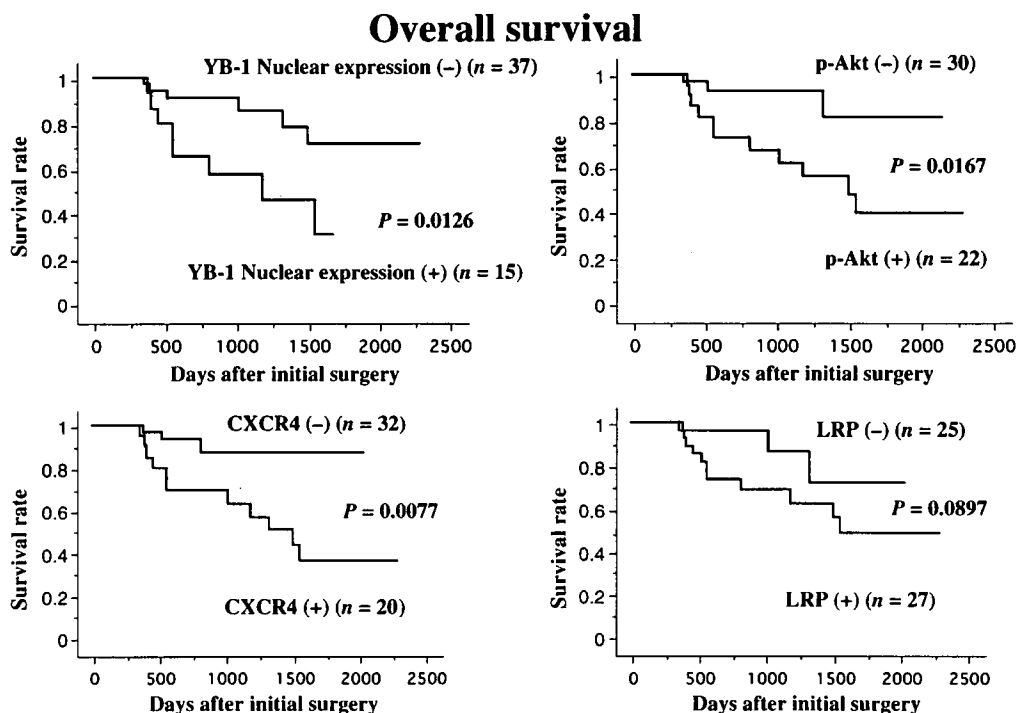 Overall survival
YB-1 Nuclear expression (–) (n = 37)
Survival rate
1
0.8
0.6
0.4
0.2
0
P = 0.0126
YB-1 Nuclear expression (+) (n = 15)
0 500 1000 1500 2000 2500
Days after initial surgery
p-Akt (–) (n = 30)
Survival rate
1
0.8
0.6
0.4
0.2
0
P = 0.0167
p-Akt (+) (n = 22)
0 500 1000 1500 2000 2500
Days after initial surgery
CXCR4 (–) (n = 32)
Survival rate
1
0.8
0.6
0.4
0.2
0
P = 0.0077
CXCR4 (+) (n = 20)
0 500 1000 1500 2000 2500
Days after initial surgery
LRP (–) (n = 25)
Survival rate
1
0.8
0.6
0.4
0.2
0
P = 0.0897
LRP (+) (n = 27)
0 500 1000 1500 2000 2500
Days after initial surgery